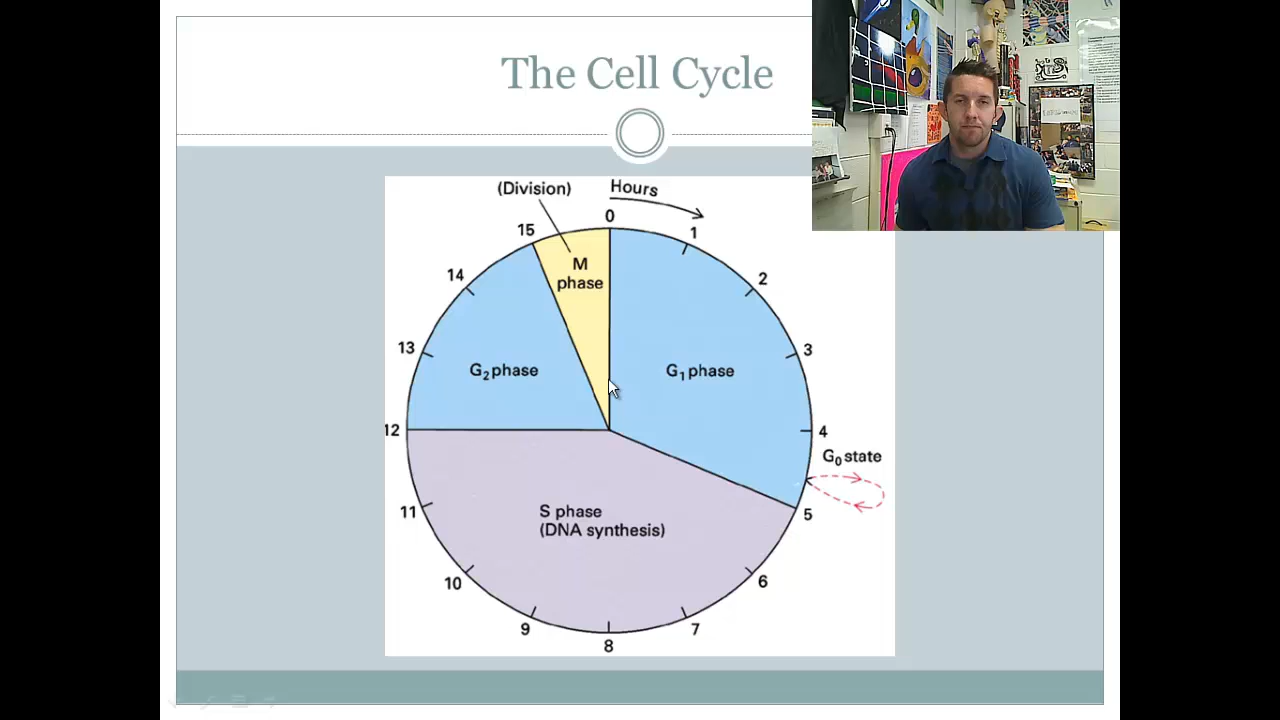 The Cell Cycle
(Division)
Hours
0
1
2
3
4
5
6
7
8
9
10
11
12
13
14
15
M
phase
G₂ phase
G₁ phase
G₀ state
S phase
(DNA synthesis)